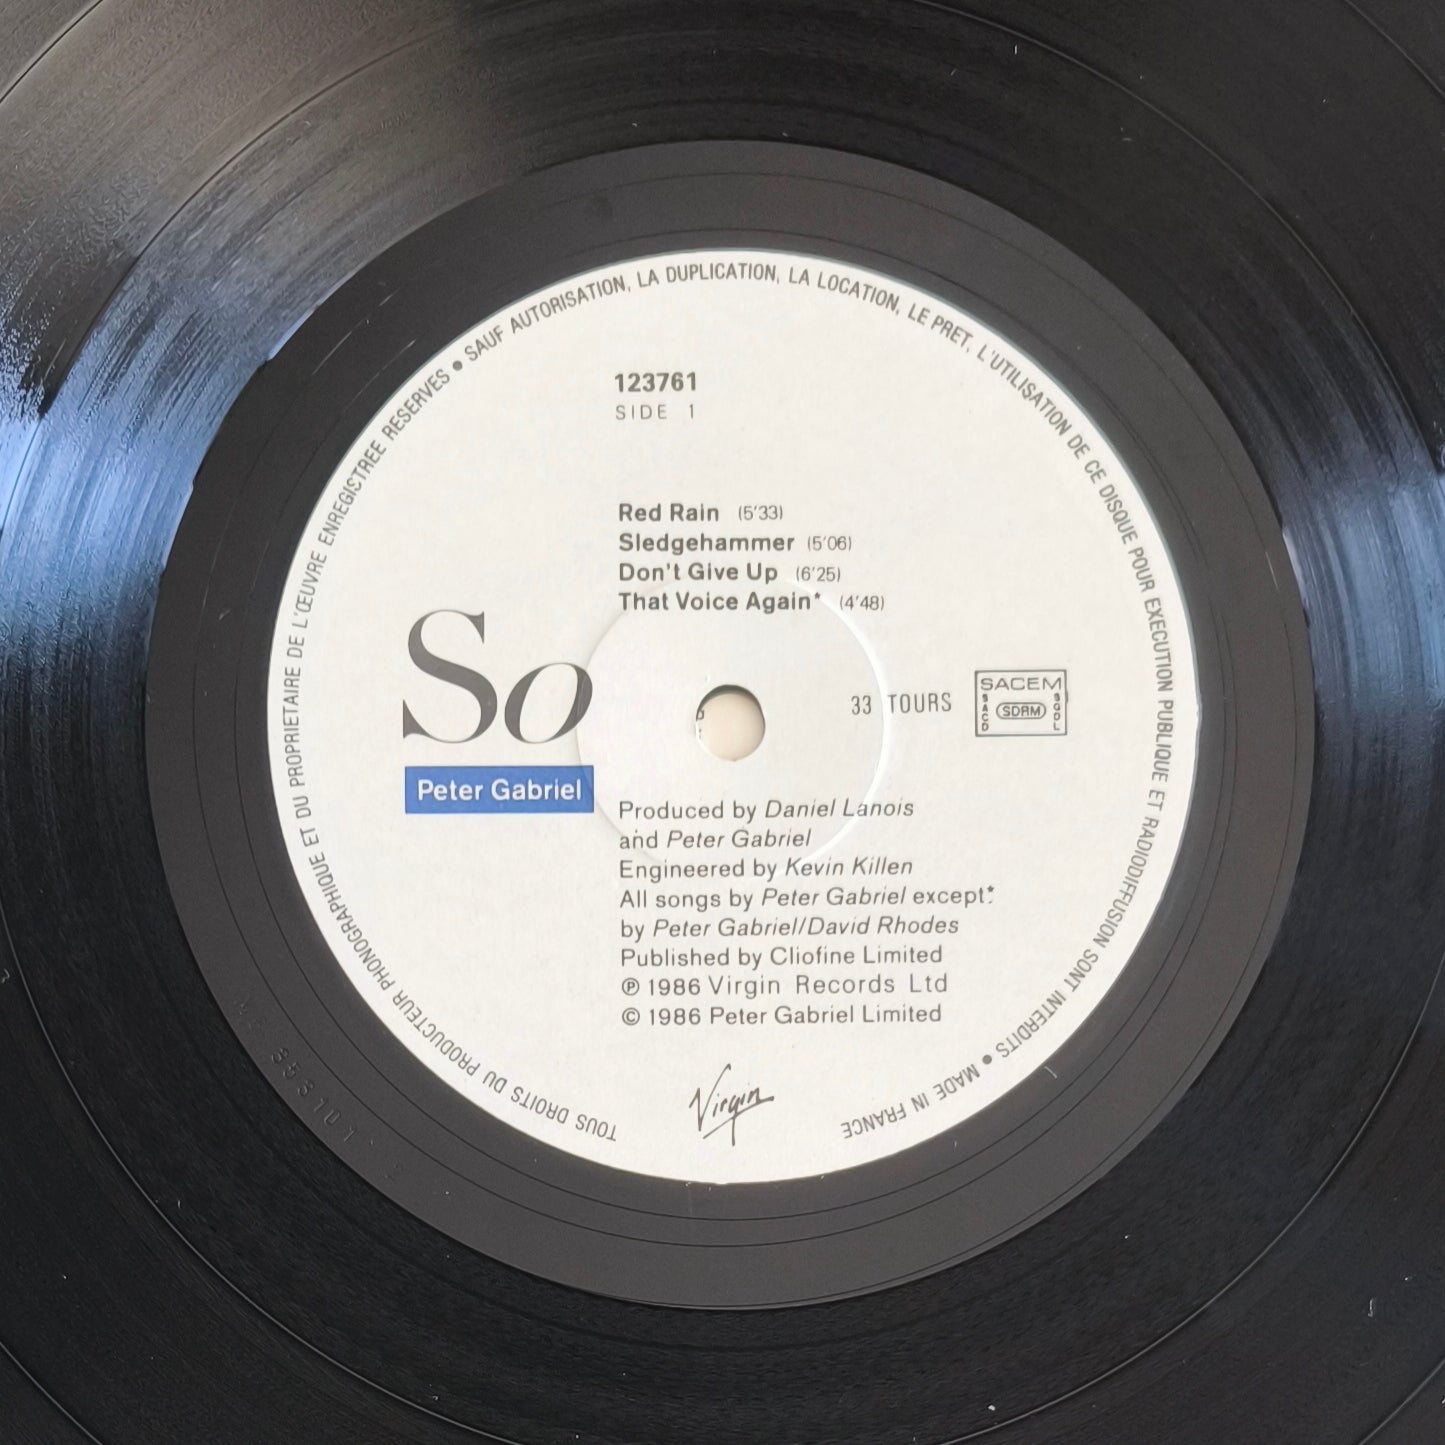 TOUS DROITS DU PRODUCTEUR PHONOGRAPHIQUE ET DU PROPRIETAIRE DE L'ŒUVRE ENREGISTREE RESERVES • SAUF AUTORISATION, LA DUPLICATION, LA LOCATION, LE PRET, L'UTILISATION DE CE DISQUE POUR EXECUTION PUBLIQUE ET RADIODIFFUSION SONT INTERDITS • MADE IN FRANCE
123761
SIDE 1
Red Rain (5'33)
Sledgehammer (5'06)
Don't Give Up (6'25)
That Voice Again* (4'48)
So
Peter Gabriel
33 TOURS
SACEM
SACD
SDRM
SGDL
Produced by Daniel Lanois
and Peter Gabriel
Engineered by Kevin Killen
All songs by Peter Gabriel except*:
by Peter Gabriel/David Rhodes
Published by Cliofine Limited
℗ 1986 Virgin Records Ltd
© 1986 Peter Gabriel Limited
Virgin